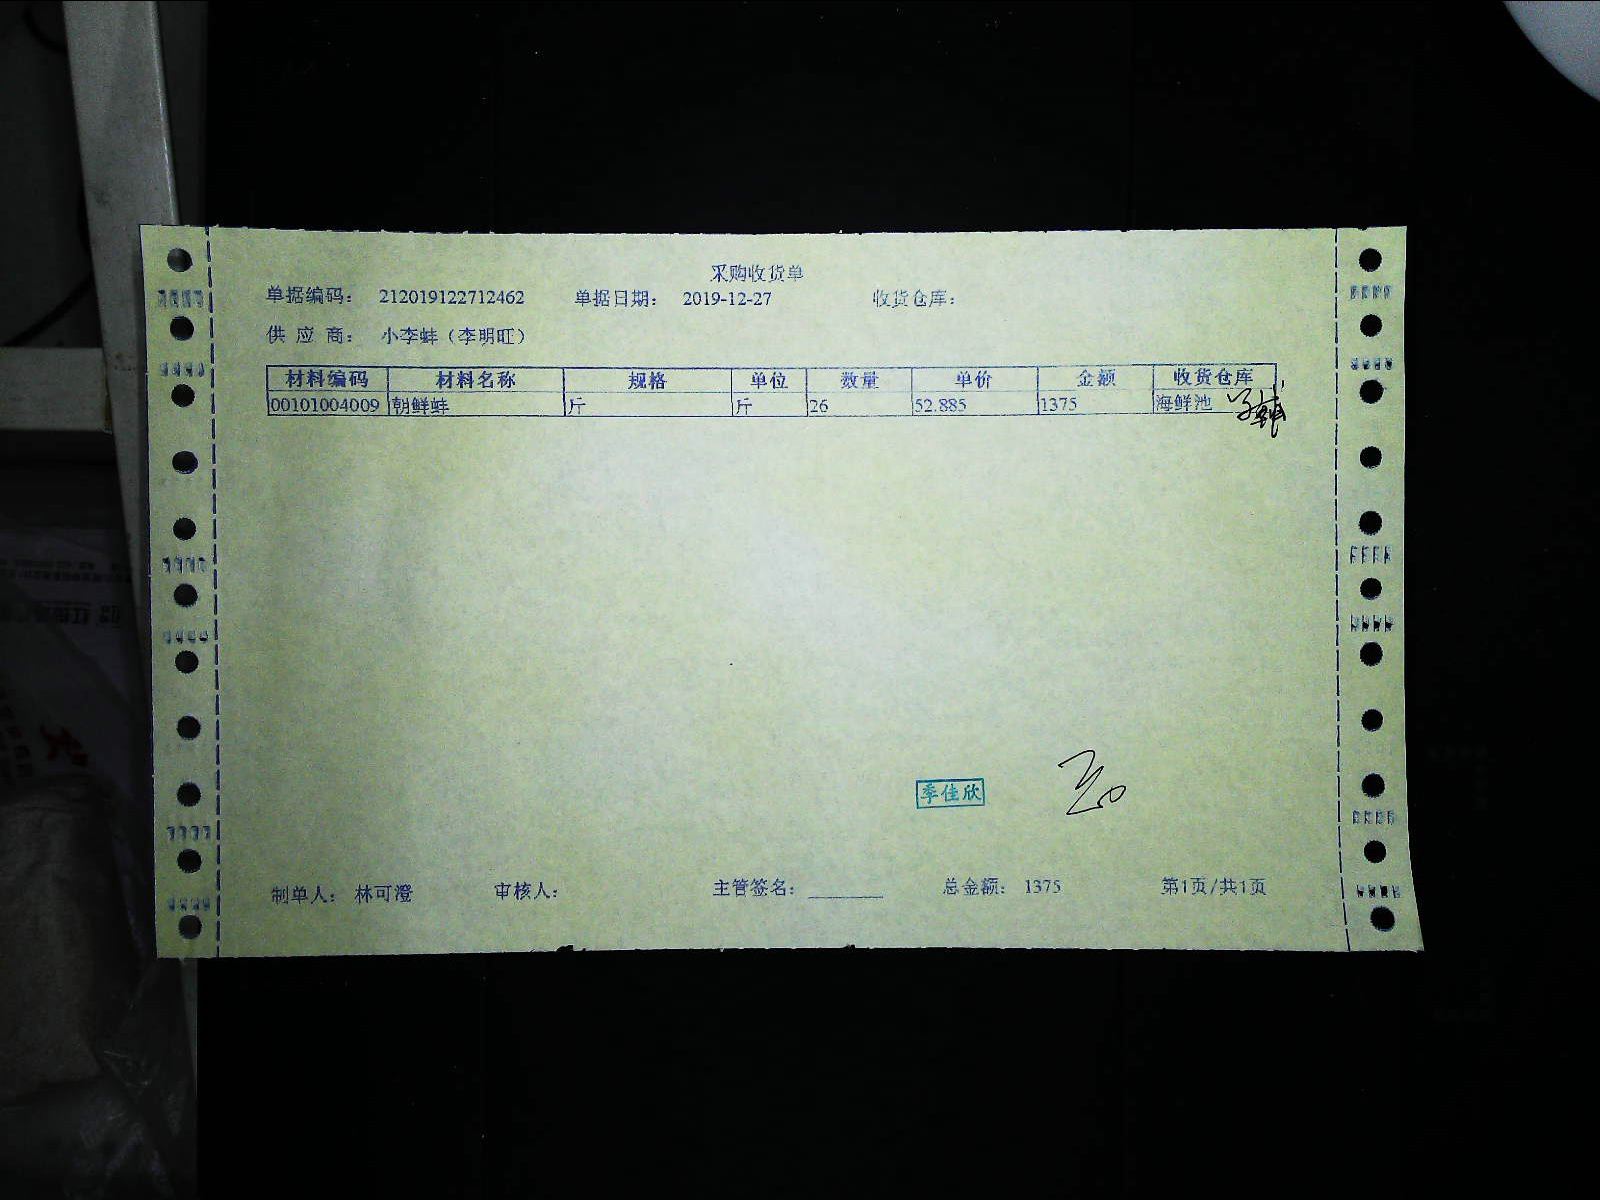 采购收货单
单据编码： 212019122712462 单据日期： 2019-12-27 收货仓库：
供 应 商： 小李蚌（李明旺）
材料编码 材料名称 规格 单位 数量 单价 金额 收货仓库
00101004009 朝鲜蚌 斤 斤 26 52.885 1375 海鲜池
季佳欣
制单人： 林可澄 审核人： 主管签名： 总金额： 1375 第1页/共1页